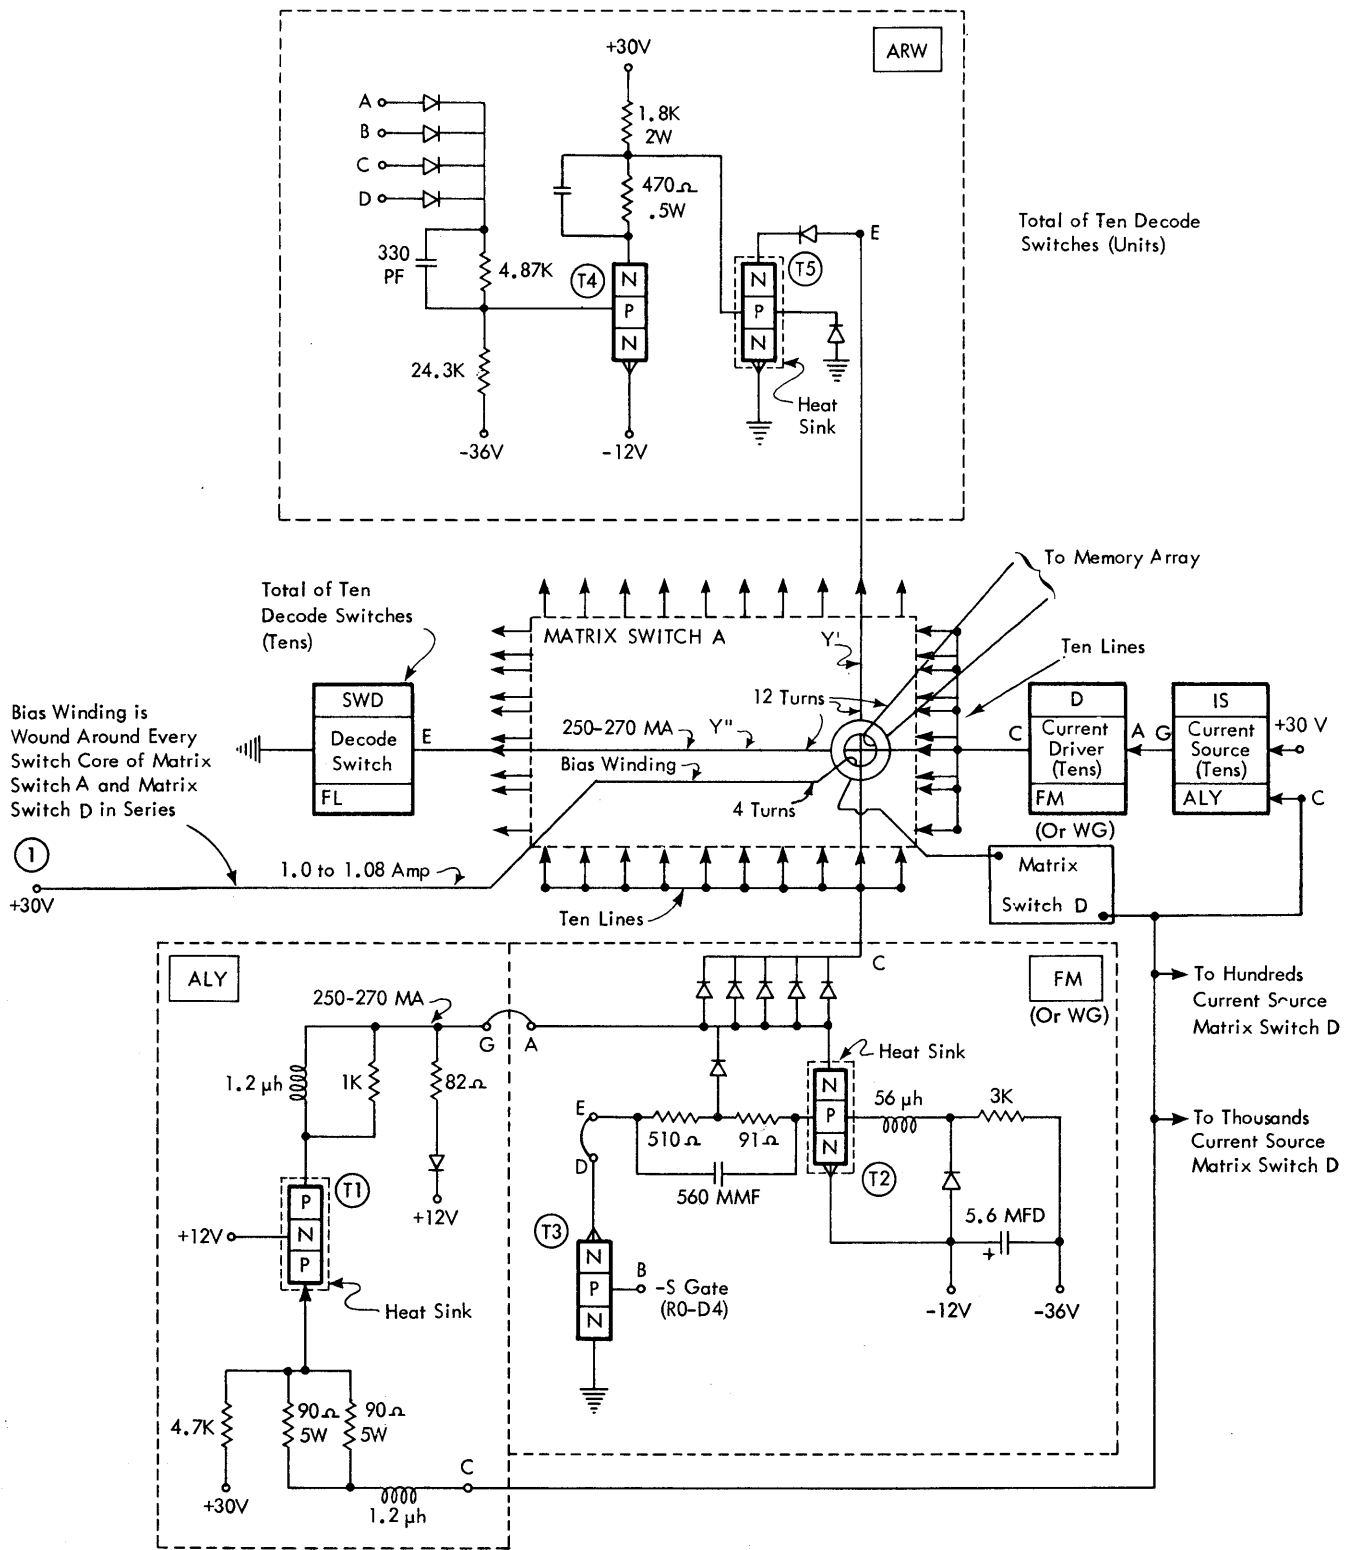 ARW
+30V
1.8K
2W
A
B
C
D
470Ω
.5W
330
PF
4.87K
T4
N
P
N
T5
N
P
N
E
24.3K
-36V
-12V
Heat
Sink
Total of Ten Decode
Switches (Units)
To Memory Array
Total of Ten
Decode Switches
(Tens)
MATRIX SWITCH A
Y'
Ten Lines
12 Turns
SWD
Decode
Switch
FL
E
250-270 MA
Y"
Bias Winding
4 Turns
C
D
Current
Driver
(Tens)
FM
(Or WG)
A
G
IS
Current
Source
(Tens)
ALY
+30 V
C
Bias Winding is
Wound Around Every
Switch Core of Matrix
Switch A and Matrix
Switch D in Series
1
+30V
1.0 to 1.08 Amp
Ten Lines
Matrix
Switch D
To Hundreds
Current Source
Matrix Switch D
To Thousands
Current Source
Matrix Switch D
ALY
250-270 MA
G
A
1.2 μh
1K
82Ω
+12V
T1
P
N
P
+12V
Heat Sink
4.7K
90Ω
5W
90Ω
5W
+30V
1.2 μh
C
C
FM
(Or WG)
Heat Sink
N
P
N
T2
56 μh
3K
E
D
510Ω
91Ω
560 MMF
T3
N
P
N
B
-S Gate
(R0-D4)
5.6 MFD
+
-12V
-36V